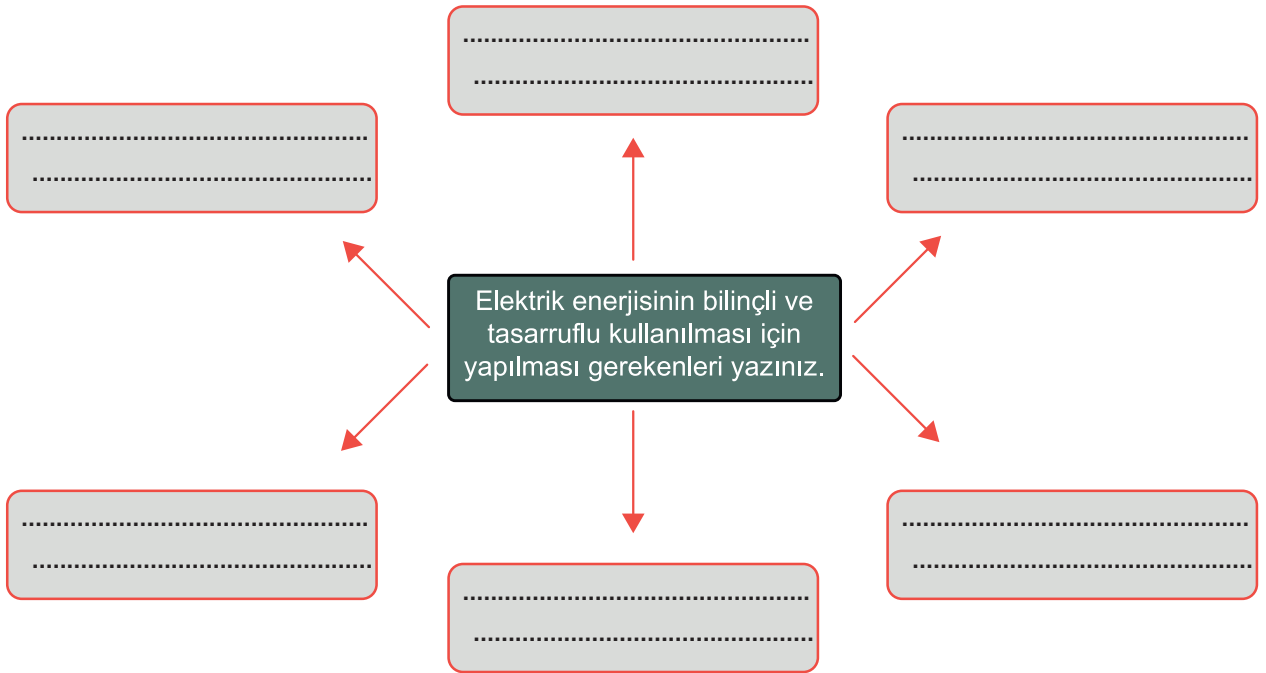 Elektrik enerjisinin bilinçli ve
tasarruflu kullanılması için
yapılması gerekenleri yazınız.